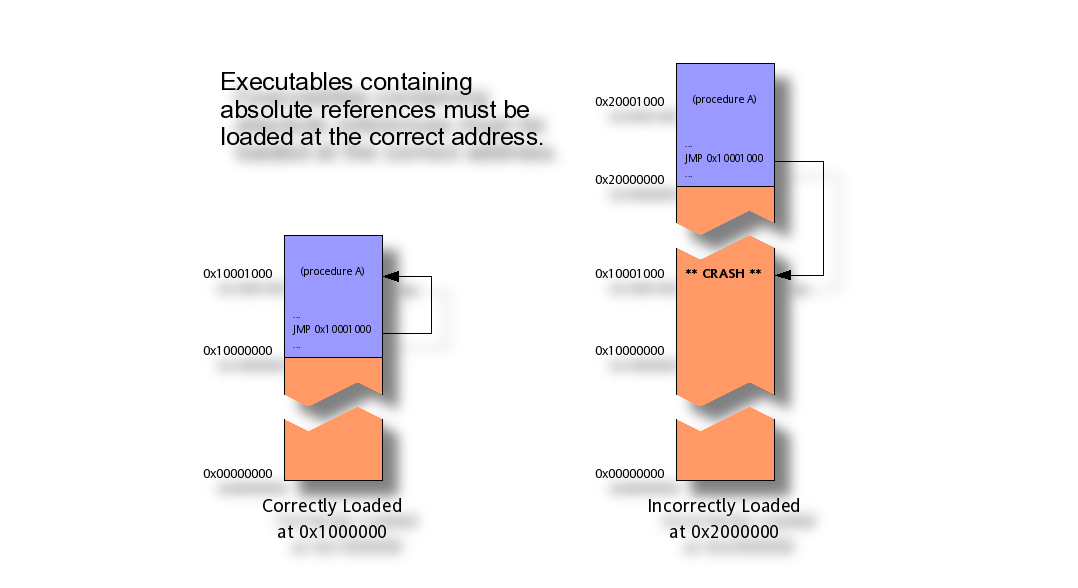 Executables containing
absolute references must be
loaded at the correct address.
0x10001000
(procedure A)
...
JMP 0x10001000
...
0x10000000
0x00000000
Correctly Loaded
at 0x1000000
0x20001000
(procedure A)
...
JMP 0x10001000
...
0x20000000
0x10001000
** CRASH **
0x10000000
0x00000000
Incorrectly Loaded
at 0x2000000